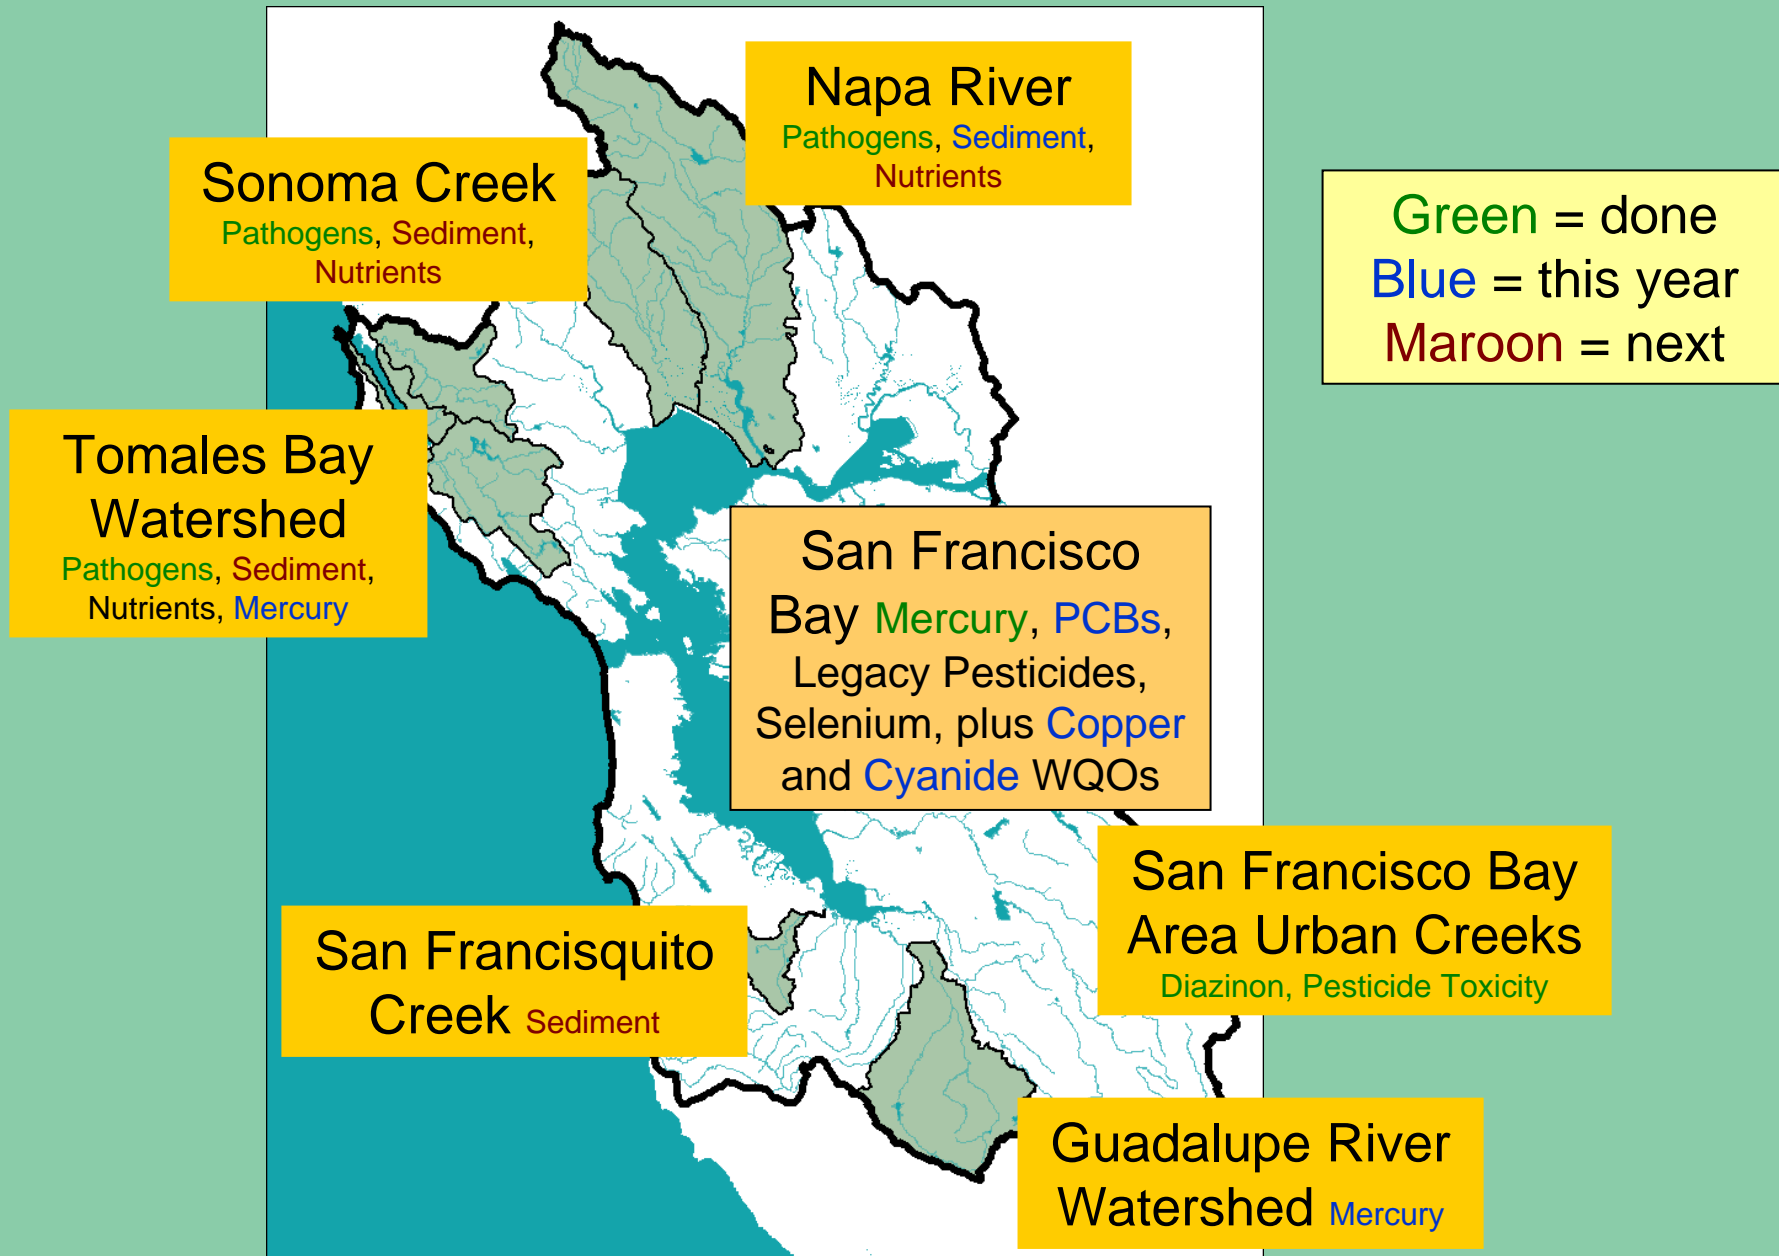 Napa River
Pathogens, Sediment,
Nutrients
Sonoma Creek
Pathogens, Sediment,
Nutrients
Green = done
Blue = this year
Maroon = next
Tomales Bay
Watershed
Pathogens, Sediment,
Nutrients, Mercury
San Francisco
Bay Mercury, PCBs,
Legacy Pesticides,
Selenium, plus Copper
and Cyanide WQOs
San Francisco Bay
Area Urban Creeks
Diazinon, Pesticide Toxicity
San Francisquito
Creek Sediment
Guadalupe River
Watershed Mercury